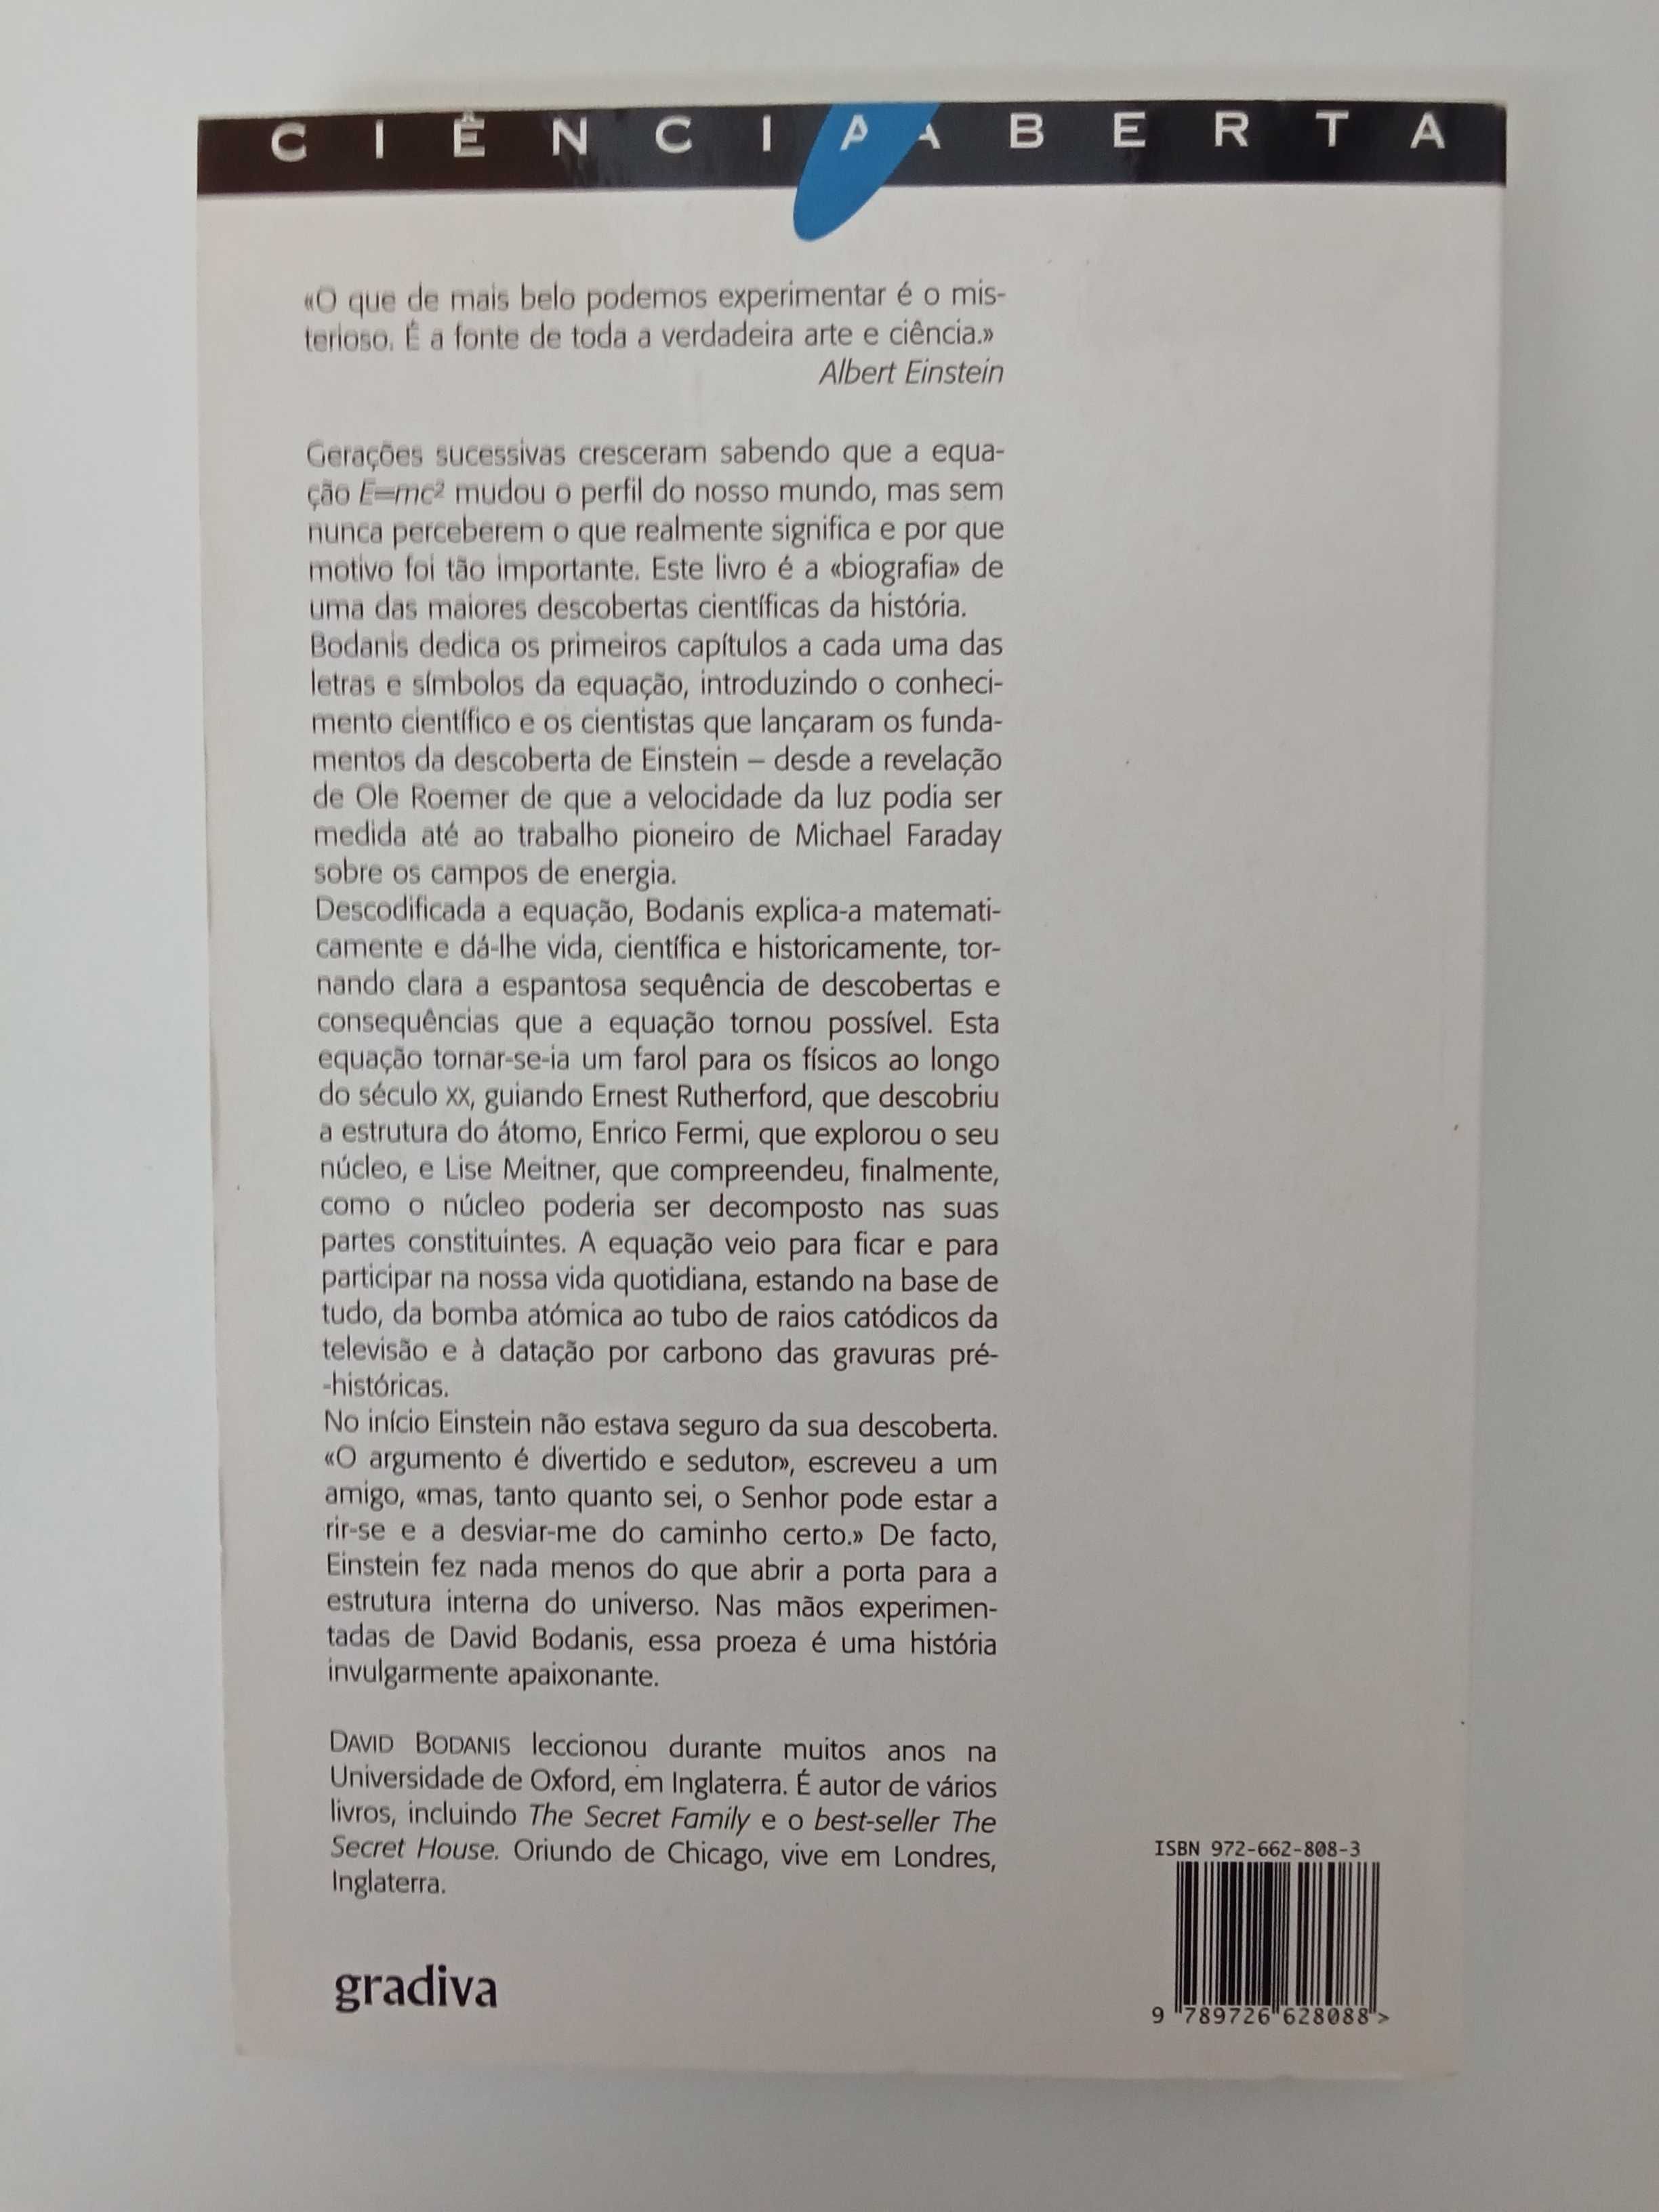 CIÊNCIA ABERTA
«O que de mais belo podemos experimentar é o mis-
terioso. É a fonte de toda a verdadeira arte e ciência.»
Albert Einstein
Gerações sucessivas cresceram sabendo que a equa-
ção E=mc² mudou o perfil do nosso mundo, mas sem
nunca perceberem o que realmente significa e por que
motivo foi tão importante. Este livro é a «biografia» de
uma das maiores descobertas científicas da história.
Bodanis dedica os primeiros capítulos a cada uma das
letras e símbolos da equação, introduzindo o conheci-
mento científico e os cientistas que lançaram os funda-
mentos da descoberta de Einstein – desde a revelação
de Ole Roemer de que a velocidade da luz podia ser
medida até ao trabalho pioneiro de Michael Faraday
sobre os campos de energia.
Descodificada a equação, Bodanis explica-a matemati-
camente e dá-lhe vida, científica e historicamente, tor-
nando clara a espantosa sequência de descobertas e
consequências que a equação tornou possível. Esta
equação tornar-se-ia um farol para os físicos ao longo
do século XX, guiando Ernest Rutherford, que descobriu
a estrutura do átomo, Enrico Fermi, que explorou o seu
núcleo, e Lise Meitner, que compreendeu, finalmente,
como o núcleo poderia ser decomposto nas suas
partes constituintes. A equação veio para ficar e para
participar na nossa vida quotidiana, estando na base de
tudo, da bomba atómica ao tubo de raios catódicos da
televisão e à datação por carbono das gravuras pré-
-históricas.
No início Einstein não estava seguro da sua descoberta.
«O argumento é divertido e sedutor», escreveu a um
amigo, «mas, tanto quanto sei, o Senhor pode estar a
rir-se e a desviar-me do caminho certo.» De facto,
Einstein fez nada menos do que abrir a porta para a
estrutura interna do universo. Nas mãos experimen-
tadas de David Bodanis, essa proeza é uma história
invulgarmente apaixonante.
DAVID BODANIS leccionou durante muitos anos na
Universidade de Oxford, em Inglaterra. É autor de vários
livros, incluindo The Secret Family e o best-seller The
Secret House. Oriundo de Chicago, vive em Londres,
Inglaterra.
gradiva
ISBN 972-662-808-3
9 789726 628088 >